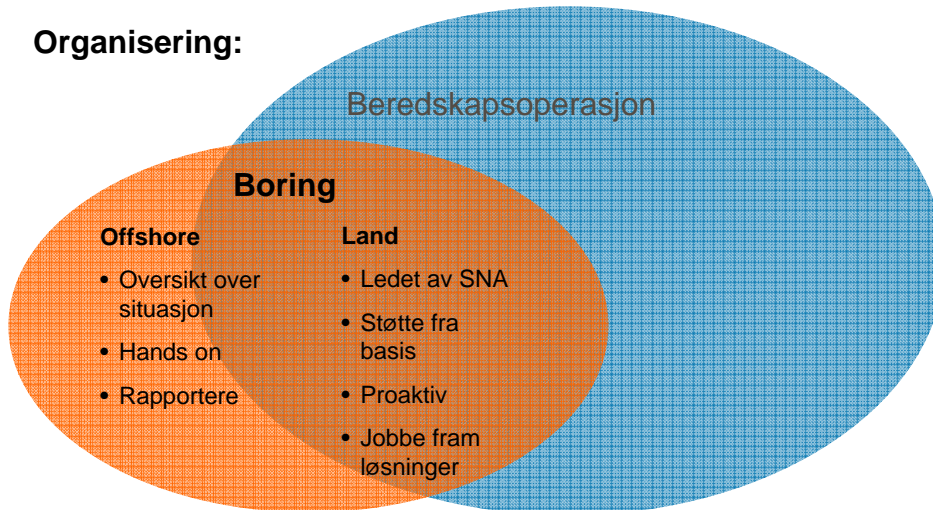 Organisering:
Beredskapsoperasjon
Boring
Offshore
• Oversikt over
situasjon
• Hands on
• Rapportere
Land
• Ledet av SNA
• Støtte fra
basis
• Proaktiv
• Jobbe fram
løsninger